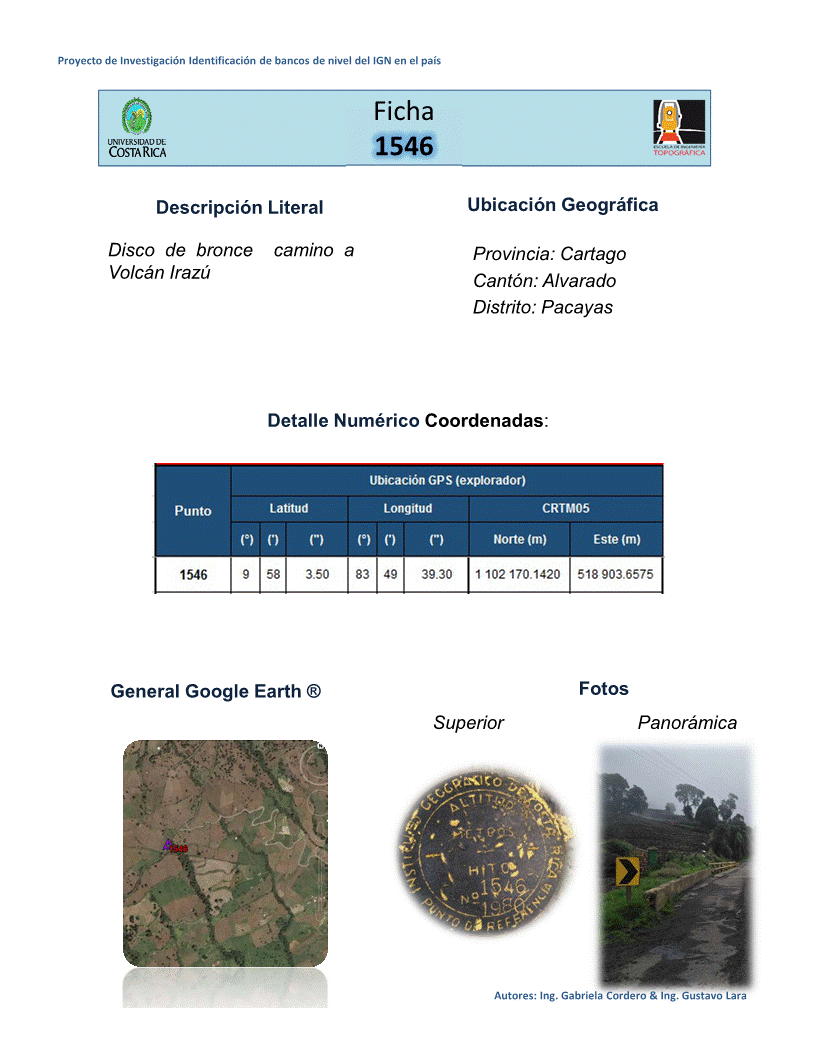 Proyecto de Investigación Identificación de bancos de nivel del IGN en el país
UNIVERSIDAD DE
COSTA RICA
Ficha
1546
ESCUELA DE INGENIERÍA
TOPOGRÁFICA
Descripción Literal
Disco de bronce camino a
Volcán Irazú
Ubicación Geográfica
Provincia: Cartago
Cantón: Alvarado
Distrito: Pacayas
Detalle Numérico Coordenadas:
Punto
Ubicación GPS (explorador)
Latitud Longitud CRTM05
(°) (') (") (°) (') (") Norte (m) Este (m)
1546 9 58 3.50 83 49 39.30 1 102 170.1420 518 903.6575
General Google Earth ®
1546
Fotos
Superior Panorámica
GEOGRAFICO DE
ALTITUD
METROS
HITO
No 1546
1980
PUNTO DE REFERENCIA
Autores: Ing. Gabriela Cordero & Ing. Gustavo Lara